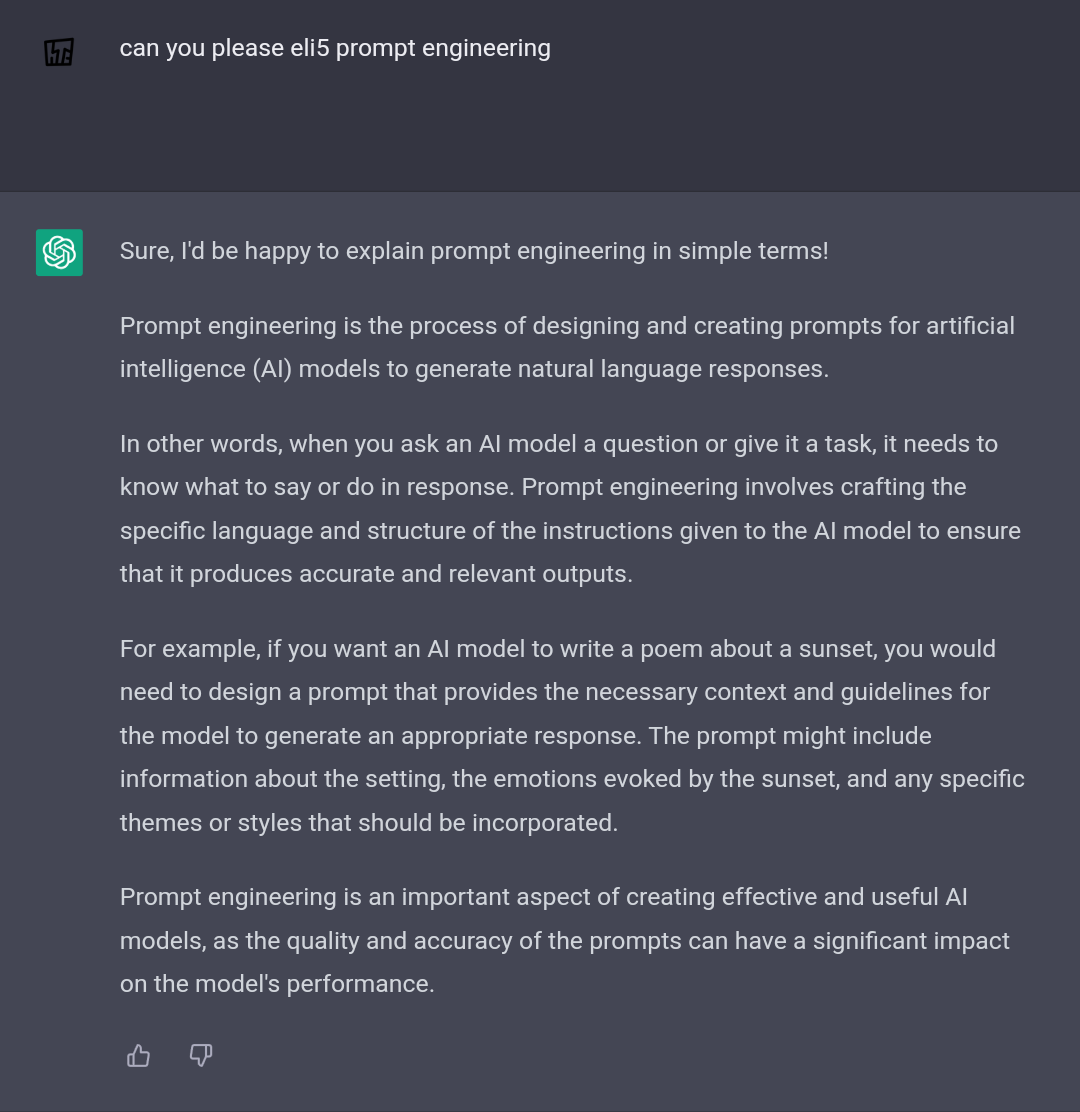 can you please eli5 prompt engineering
Sure, I'd be happy to explain prompt engineering in simple terms!
Prompt engineering is the process of designing and creating prompts for artificial
intelligence (AI) models to generate natural language responses.
In other words, when you ask an AI model a question or give it a task, it needs to
know what to say or do in response. Prompt engineering involves crafting the
specific language and structure of the instructions given to the AI model to ensure
that it produces accurate and relevant outputs.
For example, if you want an AI model to write a poem about a sunset, you would
need to design a prompt that provides the necessary context and guidelines for
the model to generate an appropriate response. The prompt might include
information about the setting, the emotions evoked by the sunset, and any specific
themes or styles that should be incorporated.
Prompt engineering is an important aspect of creating effective and useful AI
models, as the quality and accuracy of the prompts can have a significant impact
on the model's performance.